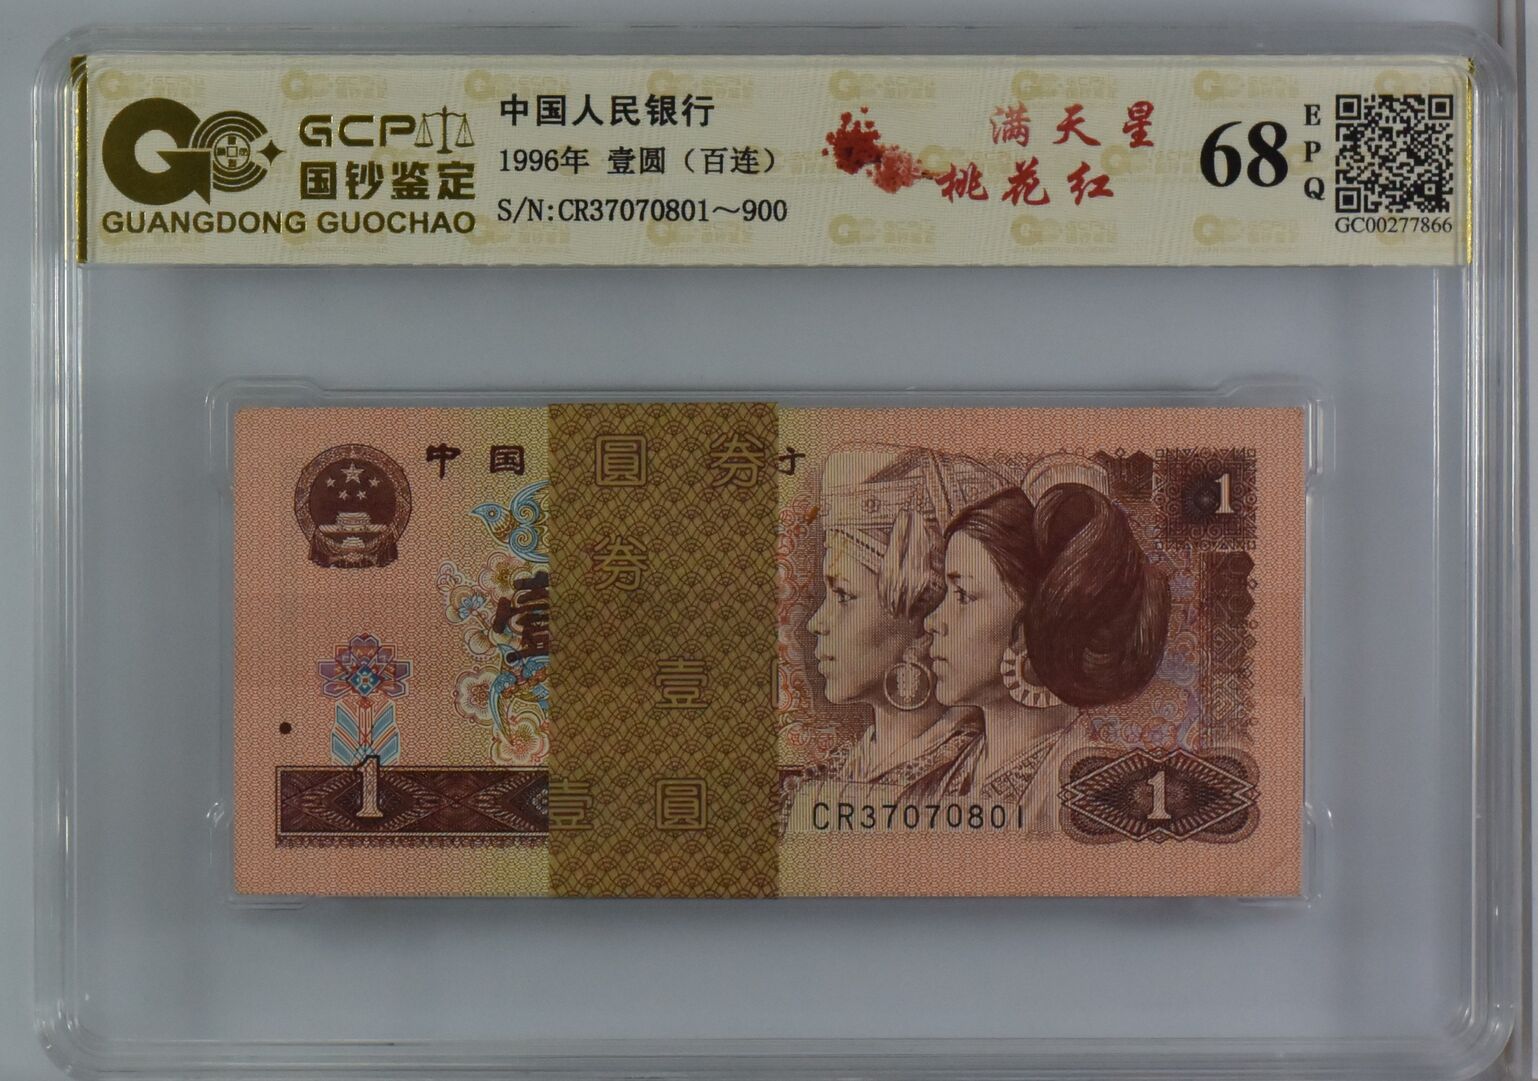 GCP
国钞鉴定
GUANGDONG GUOCHAO
中国人民银行
1996年 壹圆（百连）
S/N:CR37070801～900
满天星
桃花红
68
EPQ
GC00277866
中国
圆 券
券
壹
壹 圆
1
1
1
CR37070801